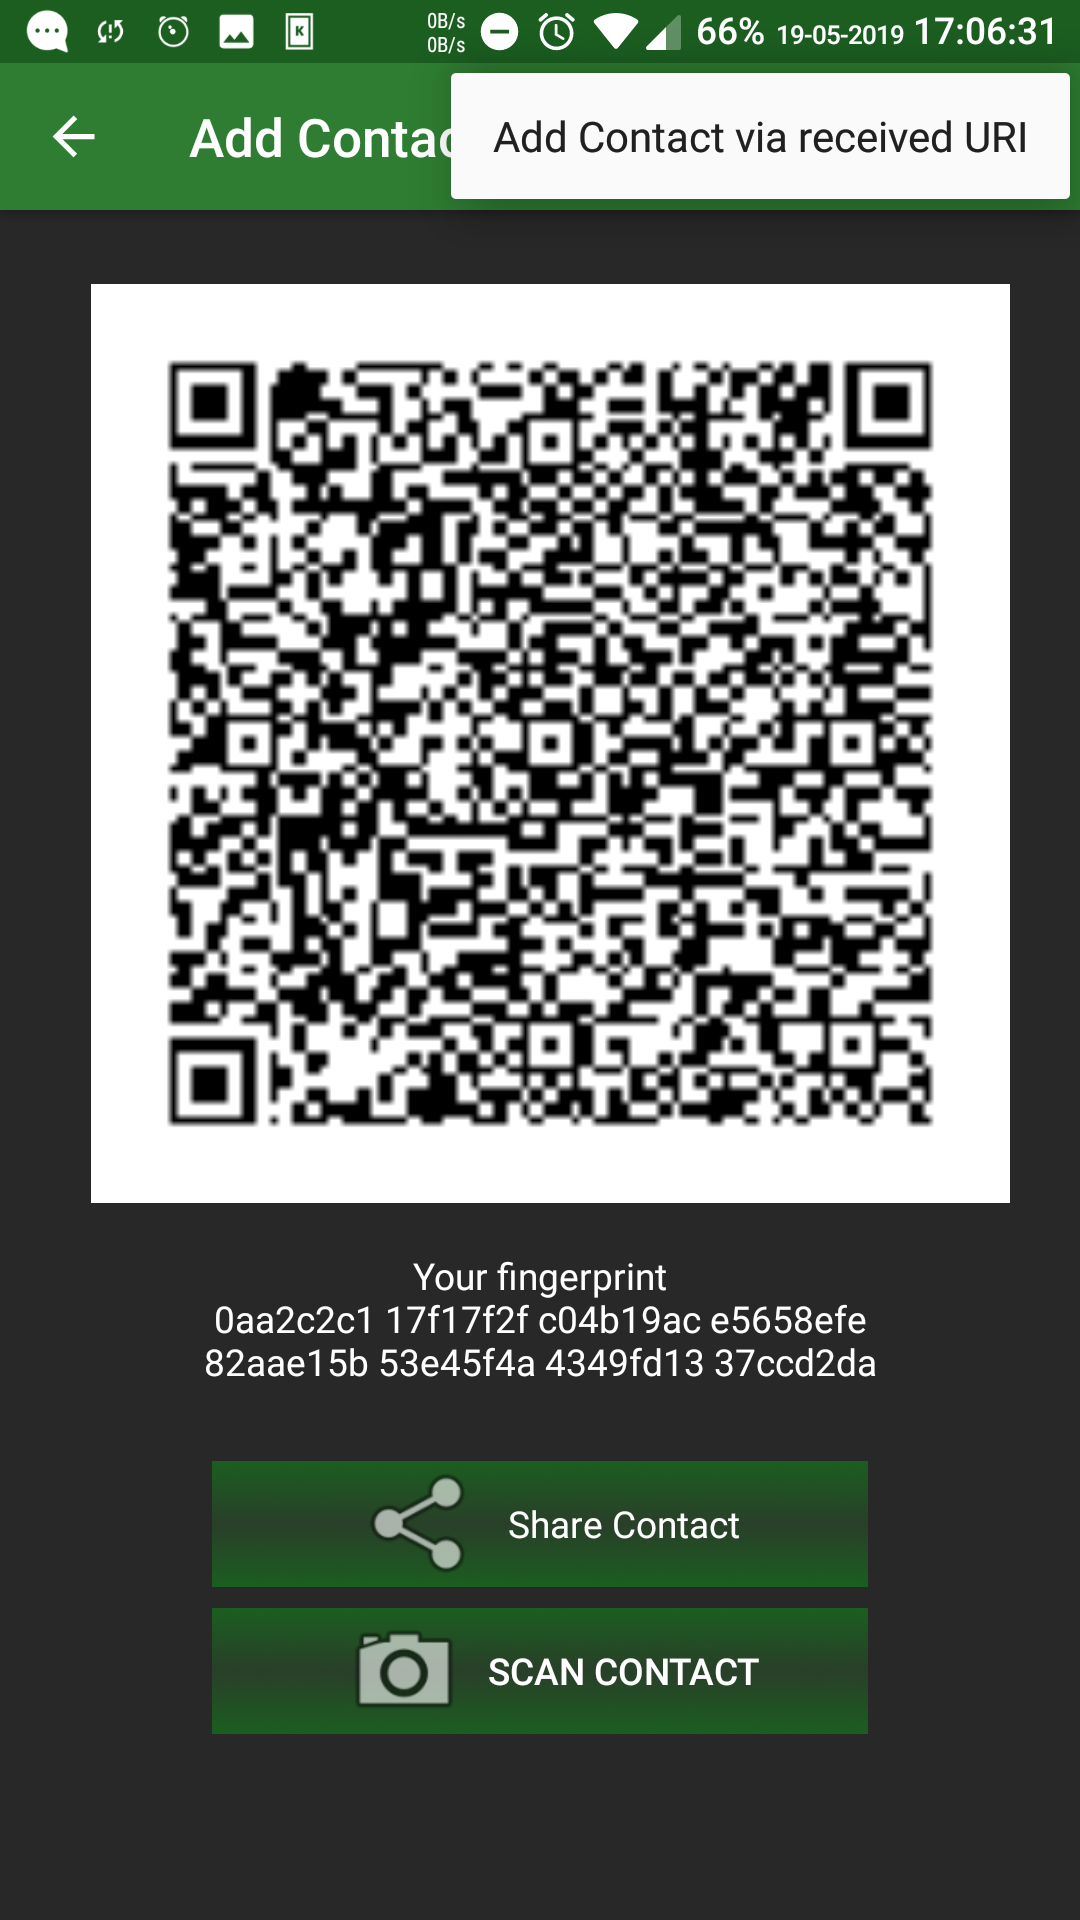 0B/s
0B/s
66% 19-05-2019 17:06:31
Add Contac
Add Contact via received URI
Your fingerprint
0aa2c2c1 17f17f2f c04b19ac e5658efe
82aae15b 53e45f4a 4349fd13 37ccd2da
Share Contact
SCAN CONTACT